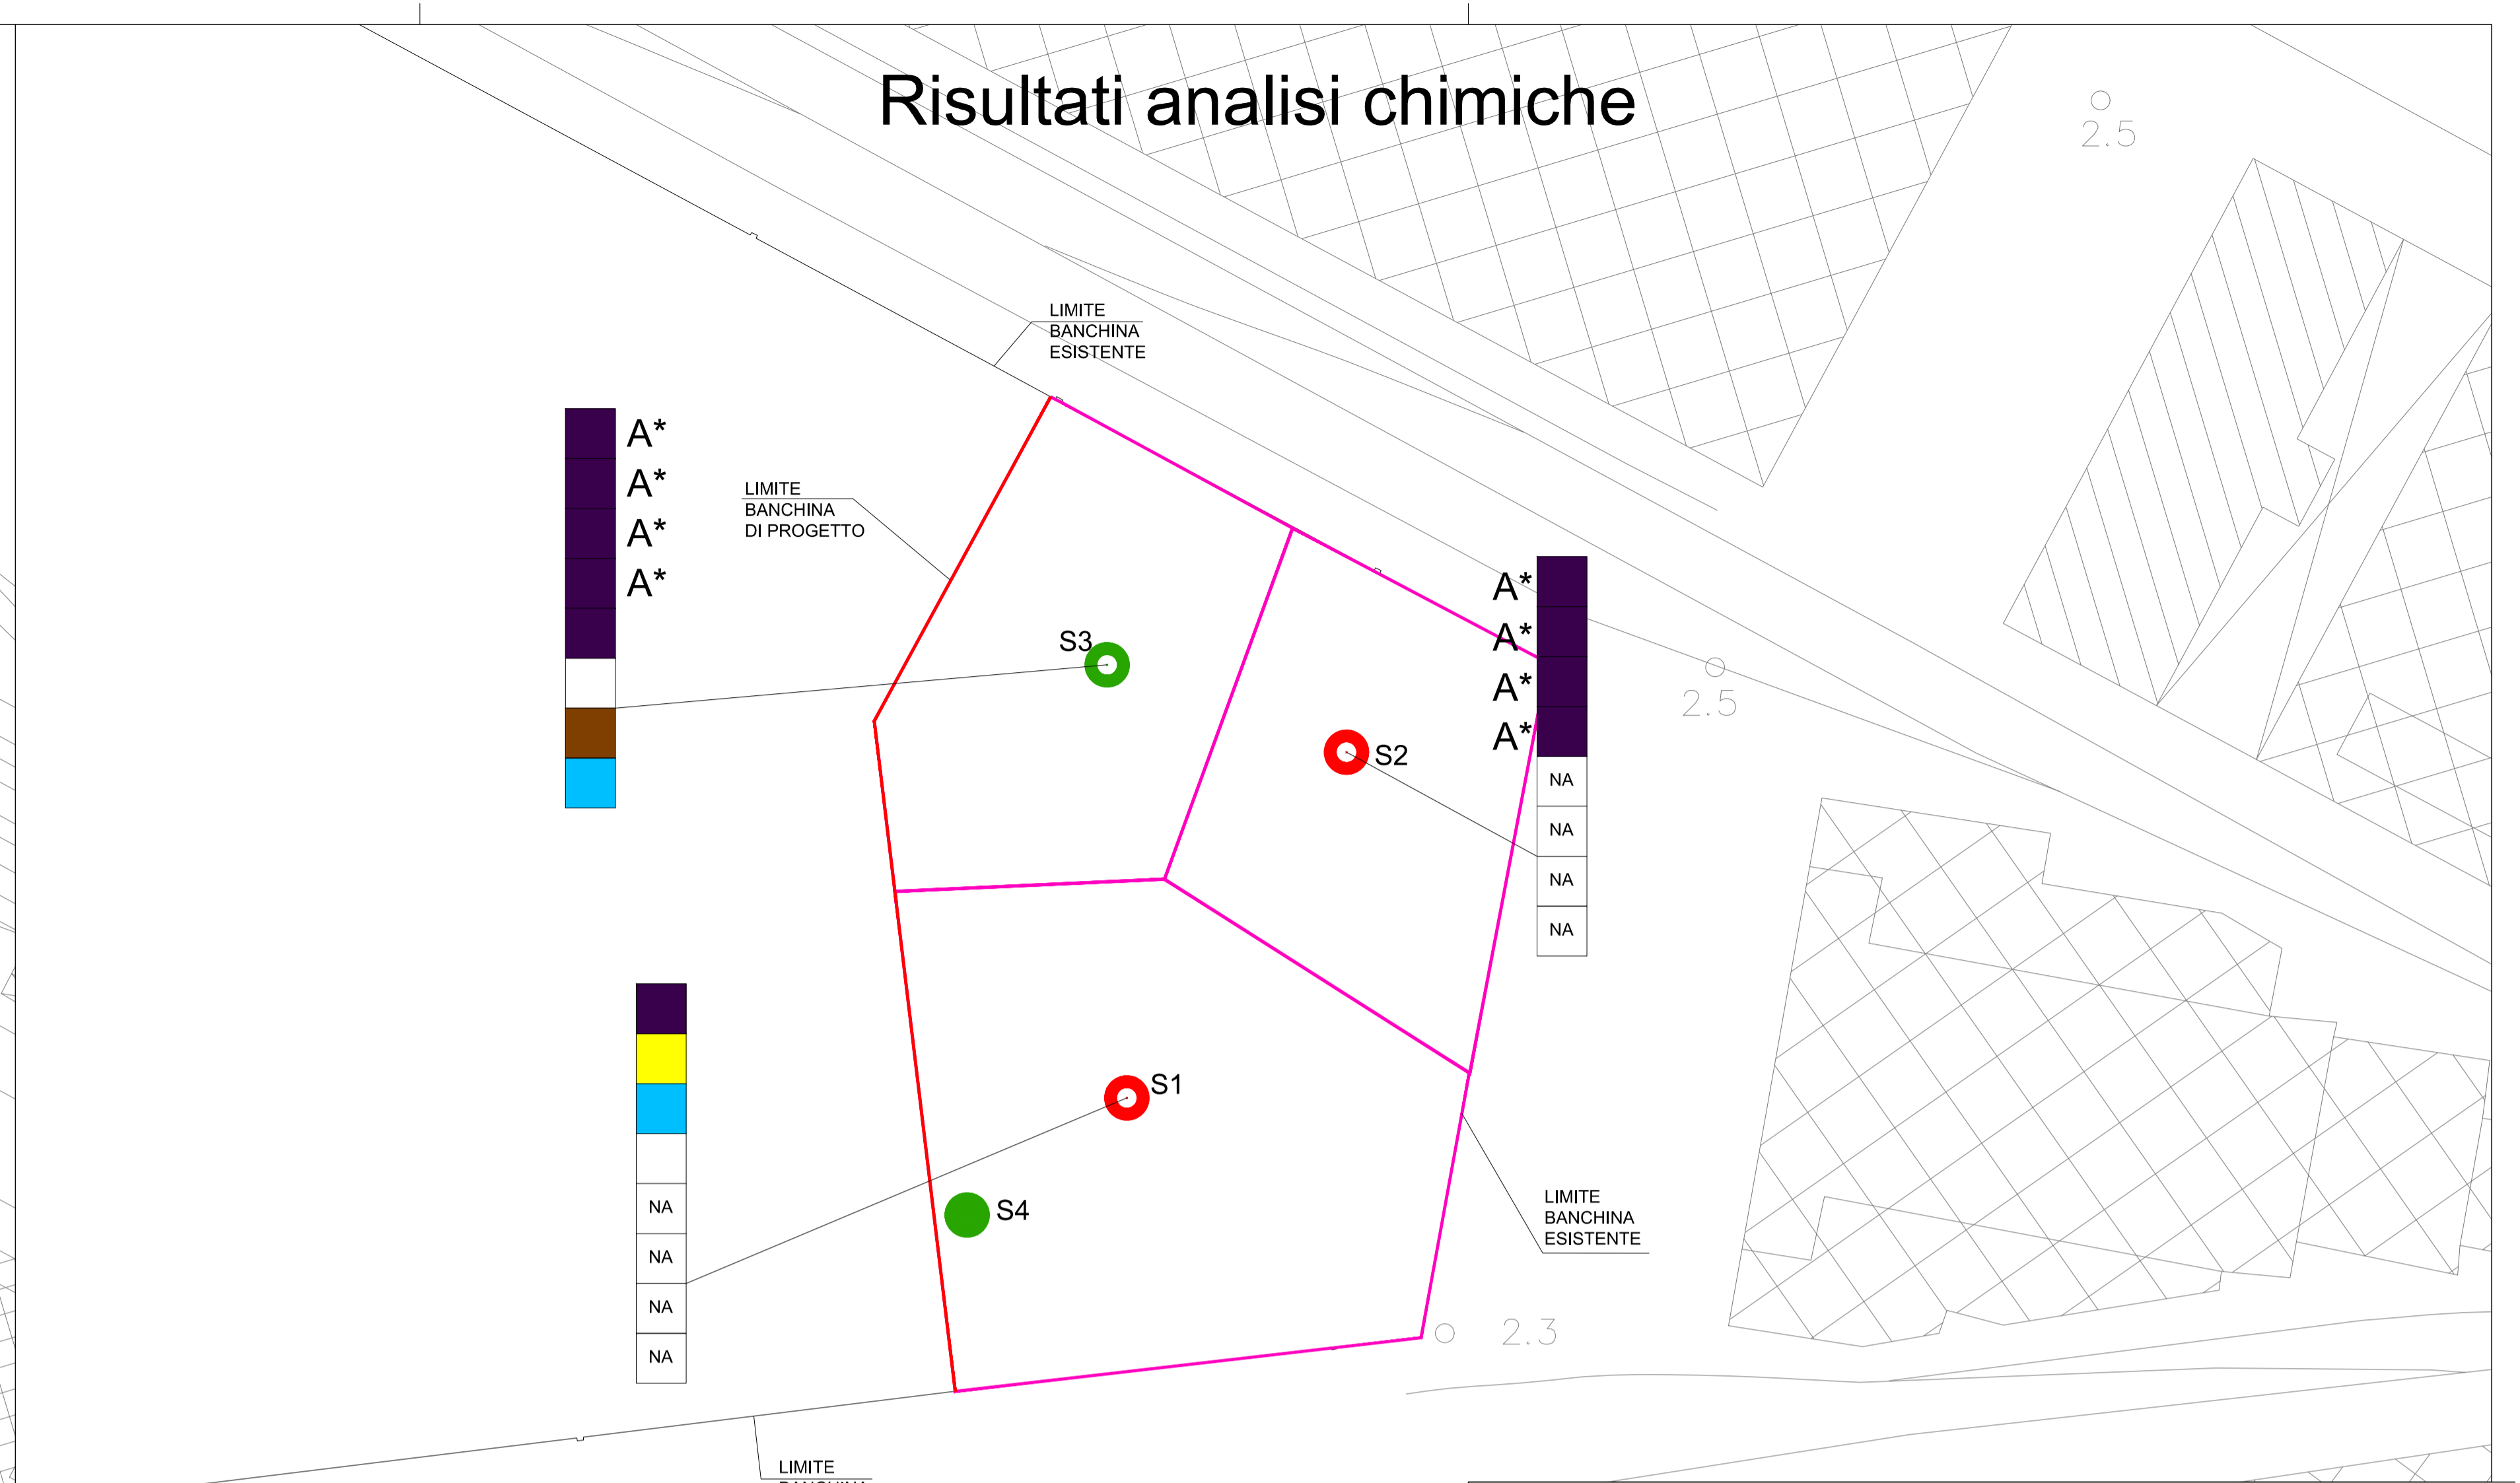 Risultati analisi chimiche
2.5
LIMITE
BANCHINA
ESISTENTE
A*
A*
A*
A*
LIMITE
BANCHINA
DI PROGETTO
A*
A*
A*
A*
NA
NA
NA
NA
S3
S2
2.5
S1
S4
NA
NA
NA
NA
LIMITE
BANCHINA
ESISTENTE
2.3
LIMITE